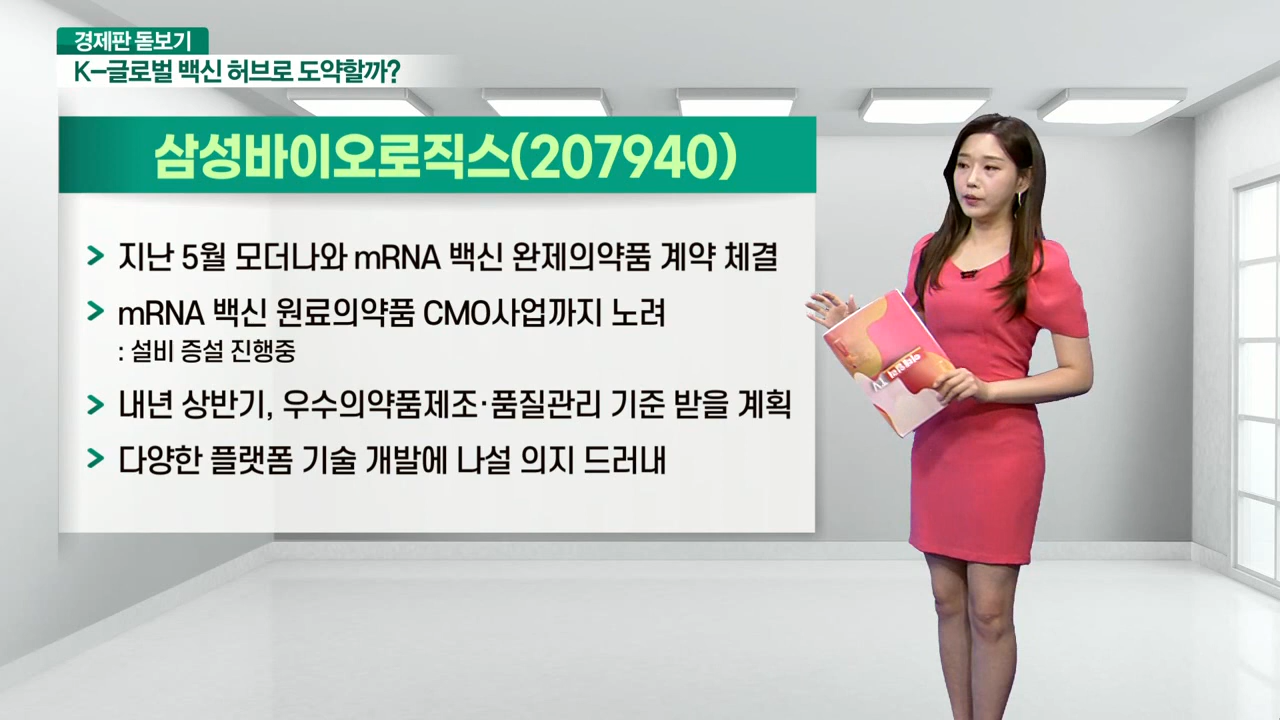 경제판 돋보기
K-글로벌 백신 허브로 도약할까?
삼성바이오로직스(207940)
> 지난 5월 모더나와 mRNA 백신 완제의약품 계약 체결
> mRNA 백신 원료의약품 CMO사업까지 노려
: 설비 증설 진행중
> 내년 상반기, 우수의약품제조·품질관리 기준 받을 계획
> 다양한 플랫폼 기술 개발에 나설 의지 드러내